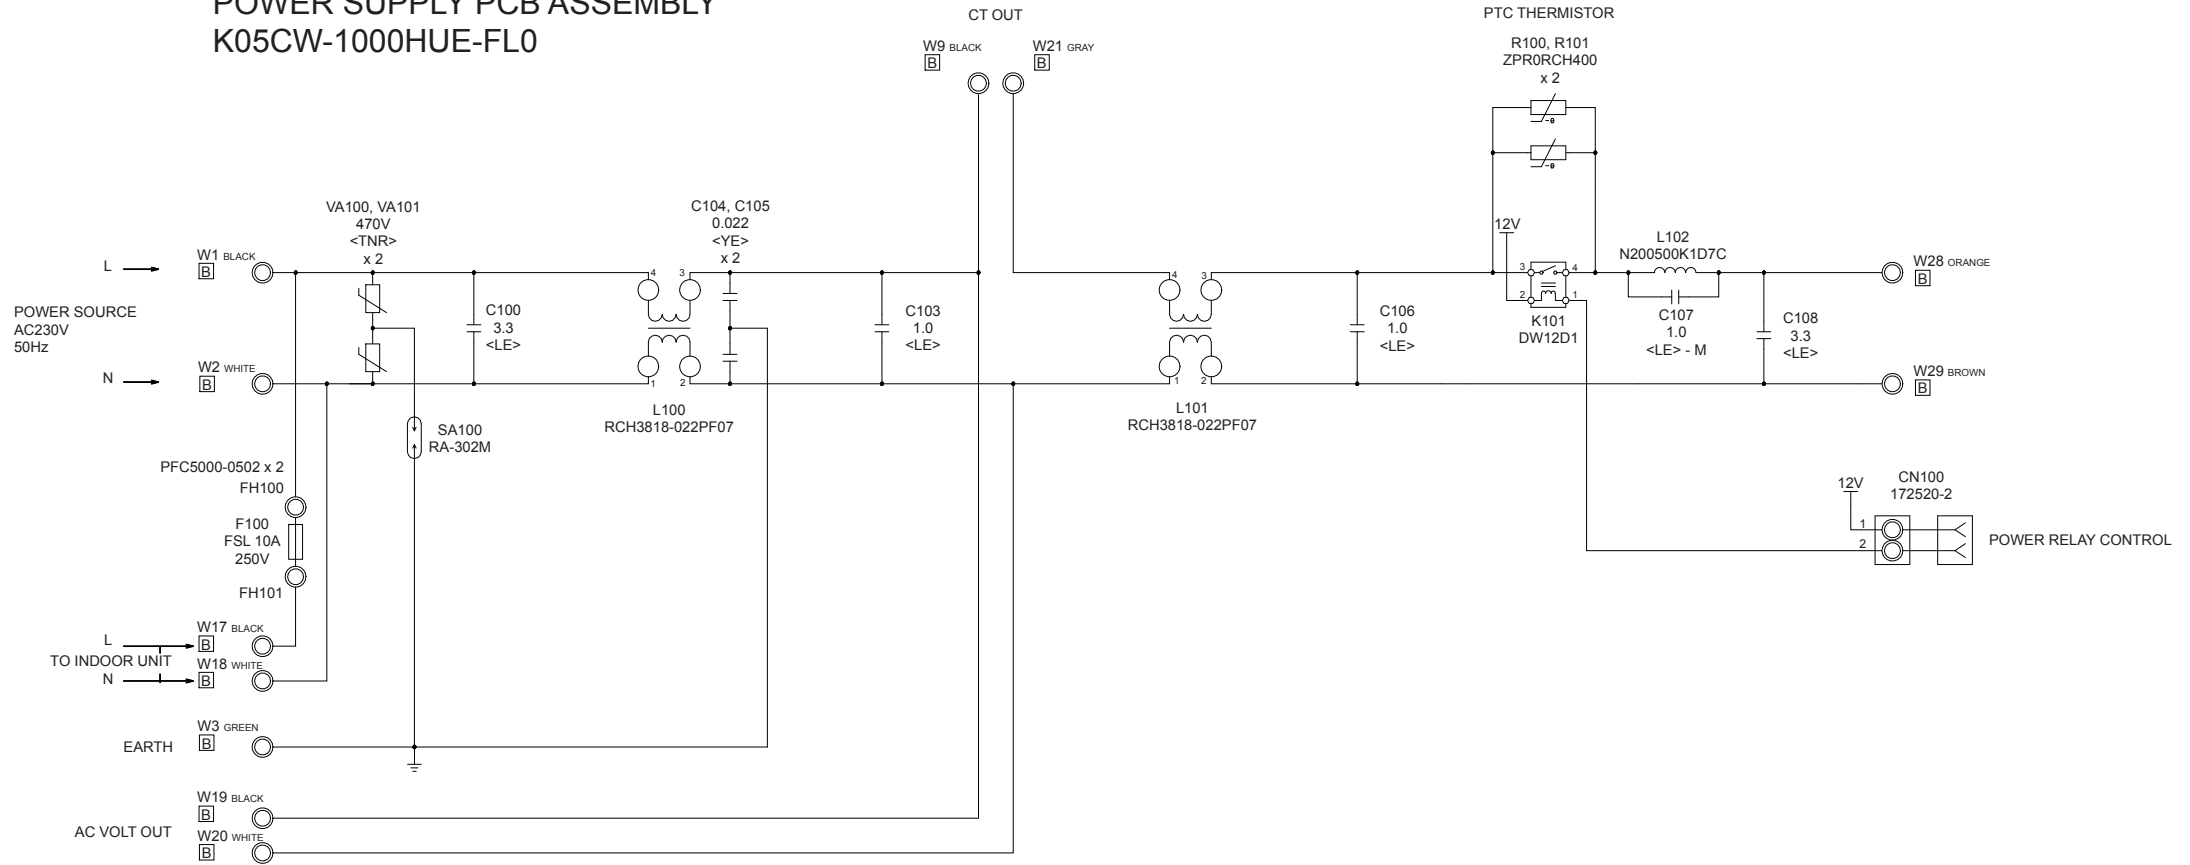 POWER SUPPLY PCB ASSEMBLY
K05CW-1000HUE-FL0
CT OUT
W9 BLACK
B
W21 GRAY
B
PTC THERMISTOR
R100, R101
ZPR0RCH400
x 2
-θ
-θ
VA100, VA101
470V
<TNR>
x 2
C104, C105
0.022
<YE>
x 2
12V
L102
N200500K1D7C
L
W1 BLACK
B
4
3
4
3
3
4
W28 ORANGE
B
POWER SOURCE
AC230V
50Hz
C100
3.3
<LE>
C103
1.0
<LE>
C106
1.0
<LE>
2
1
K101
DW12D1
C107
1.0
<LE> - M
C108
3.3
<LE>
N
W2 WHITE
B
1
2
1
2
W29 BROWN
B
L100
RCH3818-022PF07
L101
RCH3818-022PF07
SA100
RA-302M
PFC5000-0502 x 2
FH100
F100
FSL 10A
250V
FH101
12V
CN100
172520-2
1
2
POWER RELAY CONTROL
L
W17 BLACK
B
TO INDOOR UNIT
W18 WHITE
N
B
W3 GREEN
EARTH
B
W19 BLACK
B
AC VOLT OUT
W20 WHITE
B